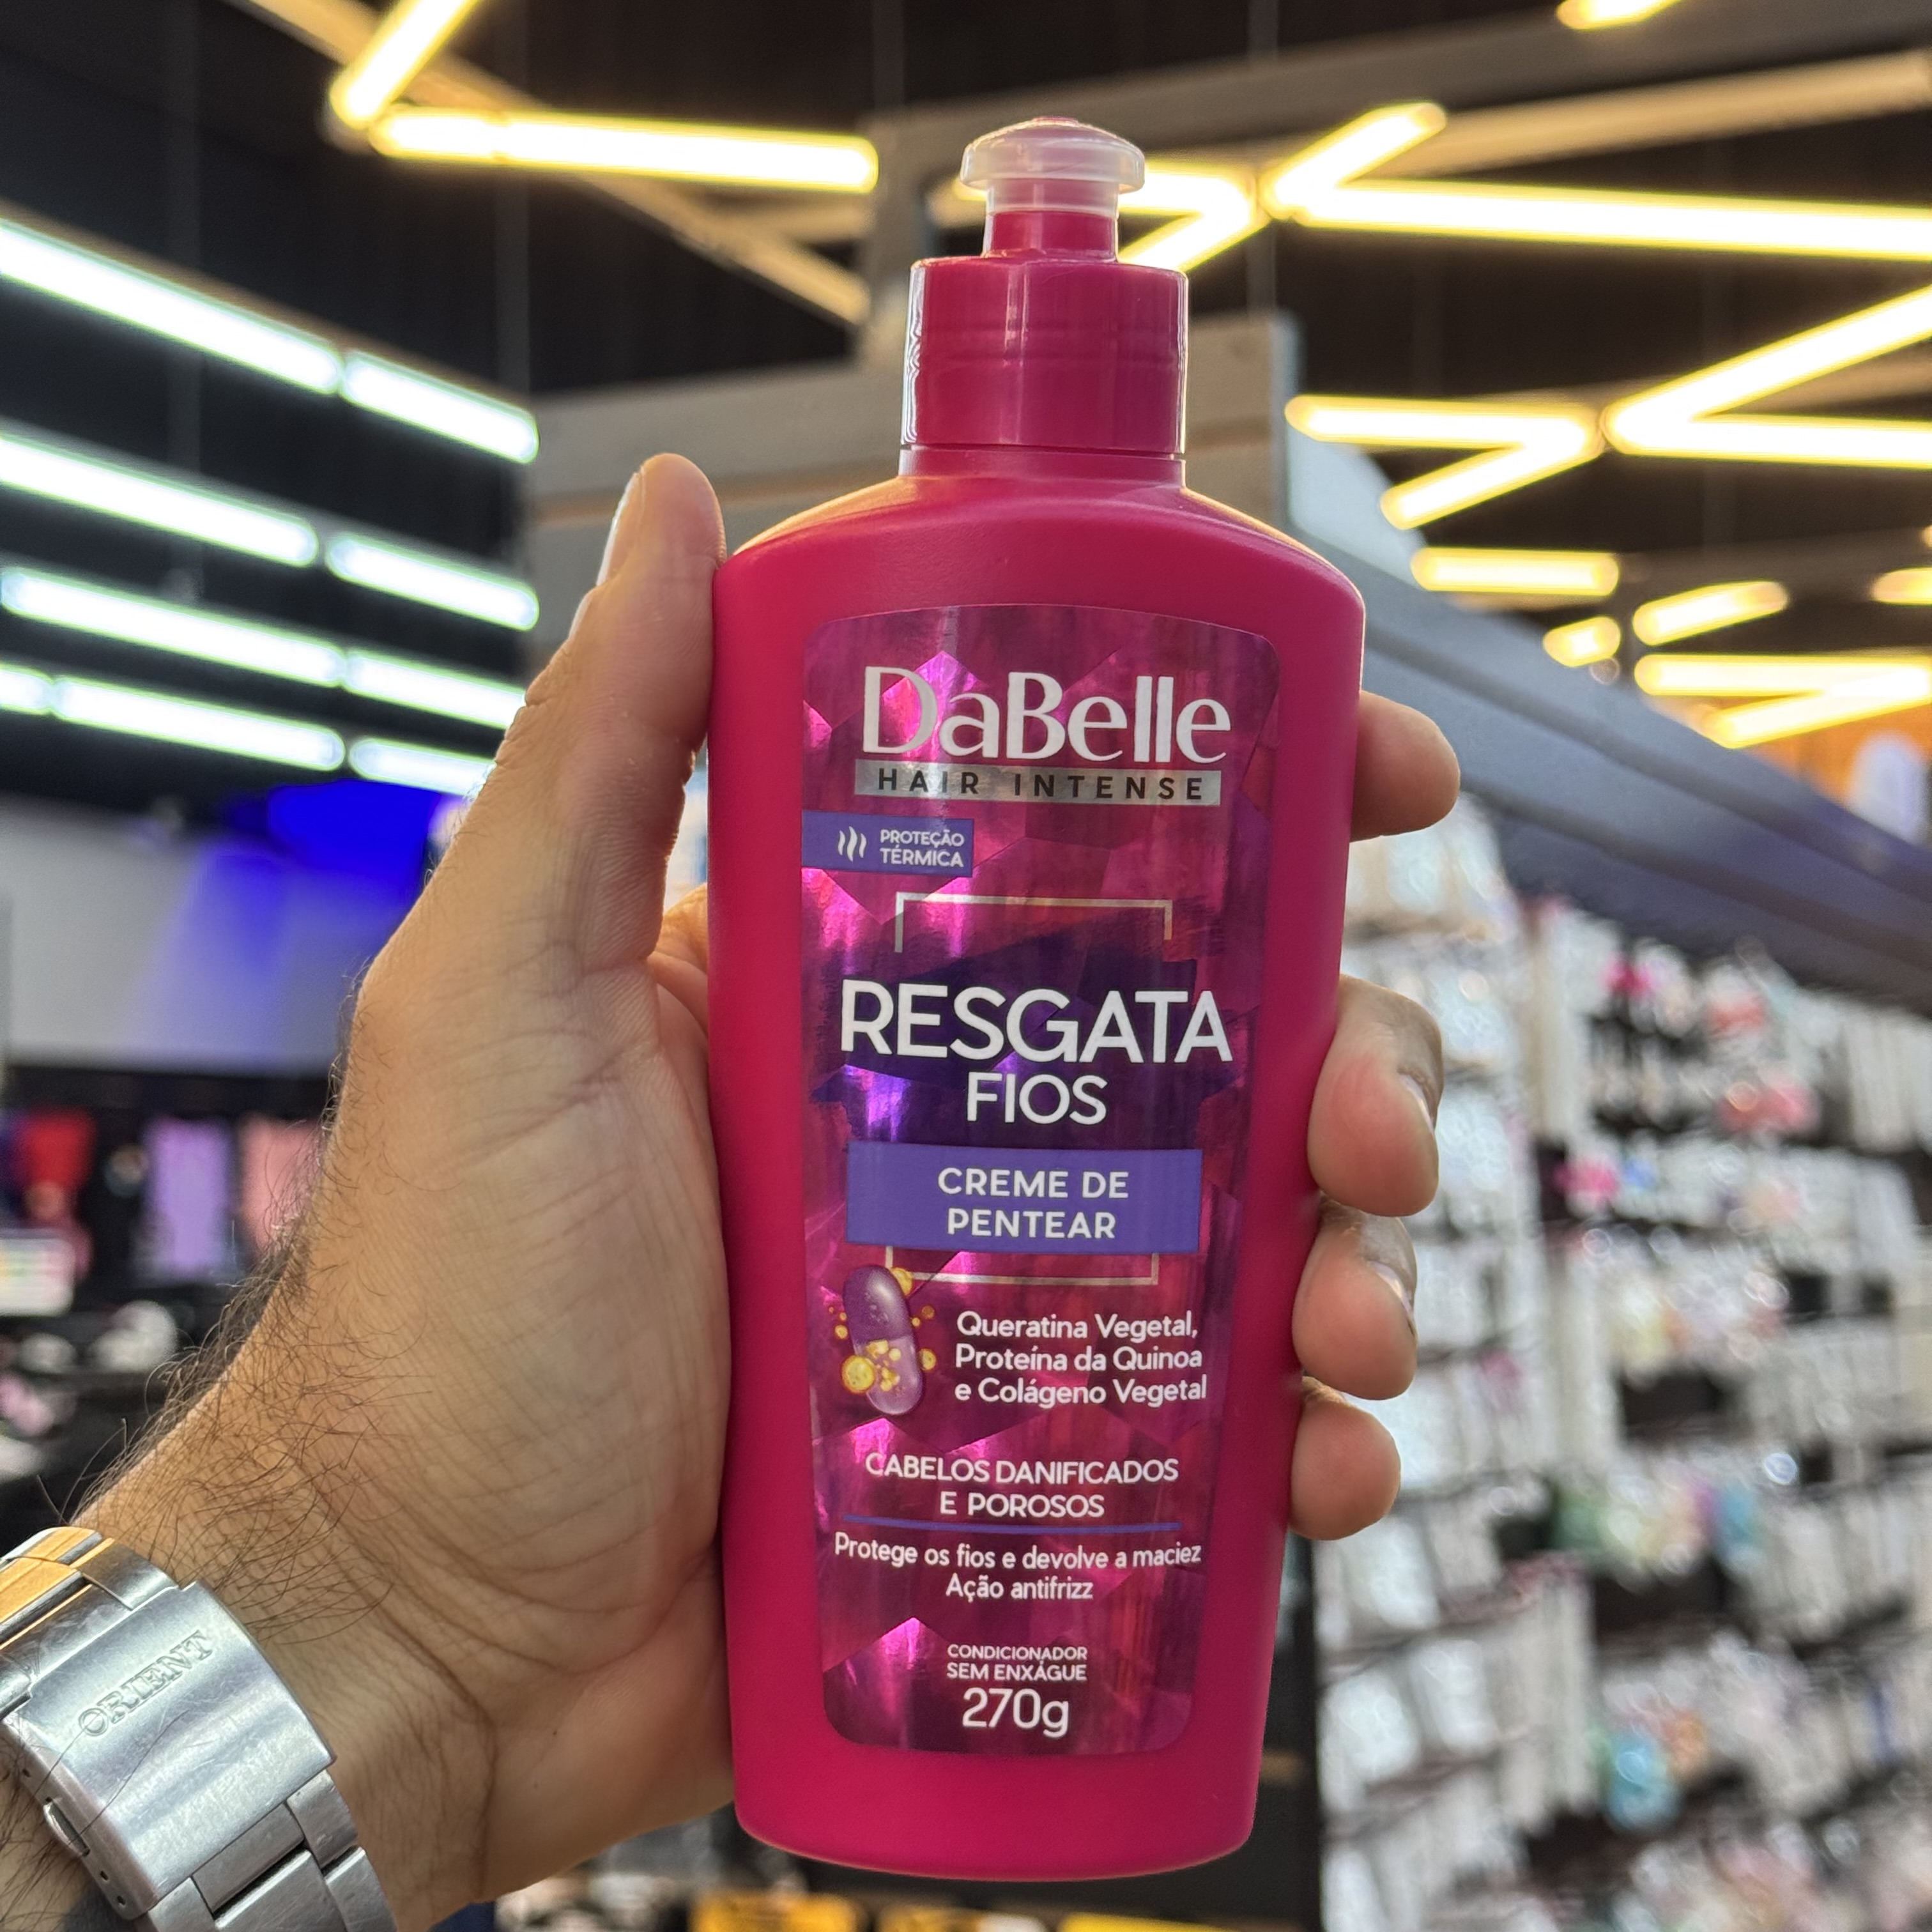 DaBelle
HAIR INTENSE
PROTEÇÃO
TÉRMICA
RESGATA
FIOS
CREME DE
PENTEAR
Queratina Vegetal,
Proteína da Quinoa
e Colágeno Vegetal
CABELOS DANIFICADOS
E POROSOS
Protege os fios e devolve a maciez
Ação antifrizz
CONDICIONADOR
SEM ENXÁGUE
270g
ORIENT